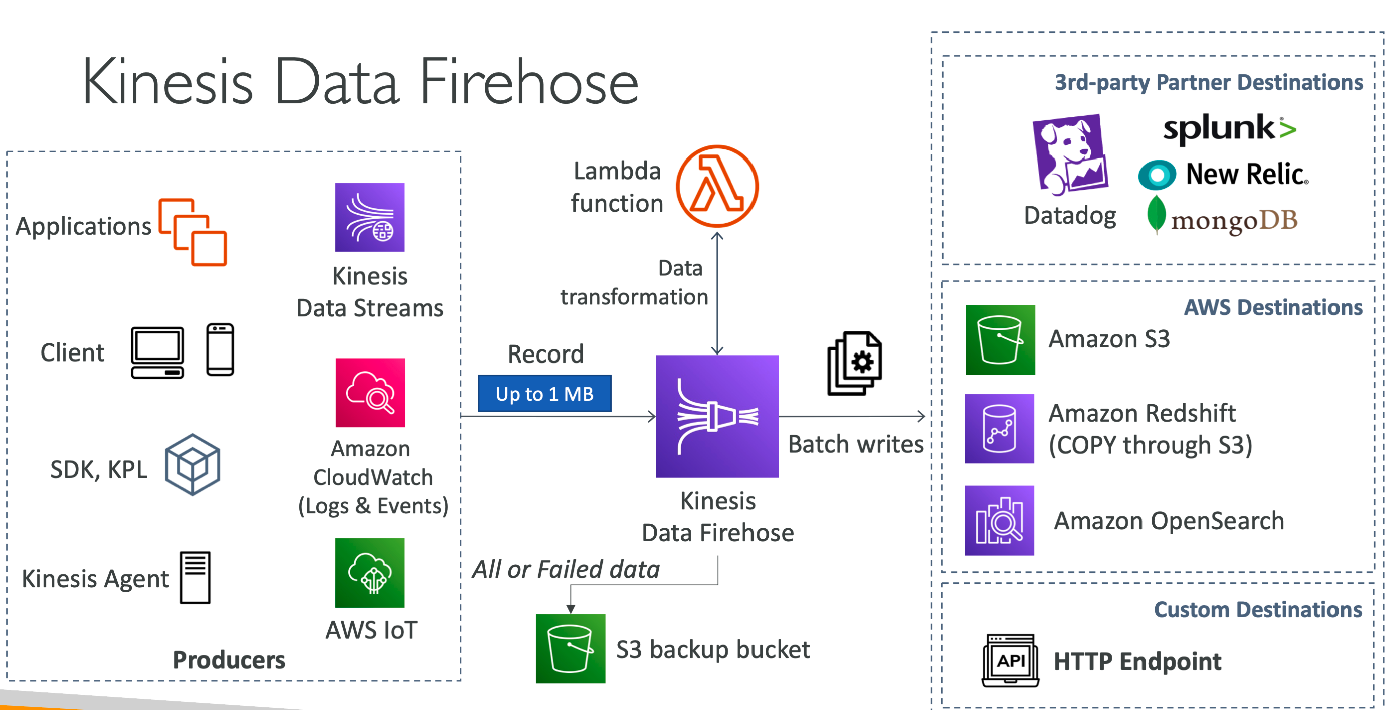 Kinesis Data Firehose
Applications
Client
SDK, KPL
Kinesis Agent
Kinesis
Data Streams
Amazon
CloudWatch
(Logs & Events)
AWS IoT
Producers
Record
Up to 1 MB
Lambda
function
Data
transformation
Kinesis
Data Firehose
All or Failed data
S3 backup bucket
Batch writes
3rd-party Partner Destinations
Datadog
splunk>
New Relic®
mongoDB
AWS Destinations
Amazon S3
Amazon Redshift
(COPY through S3)
Amazon OpenSearch
Custom Destinations
API
HTTP Endpoint